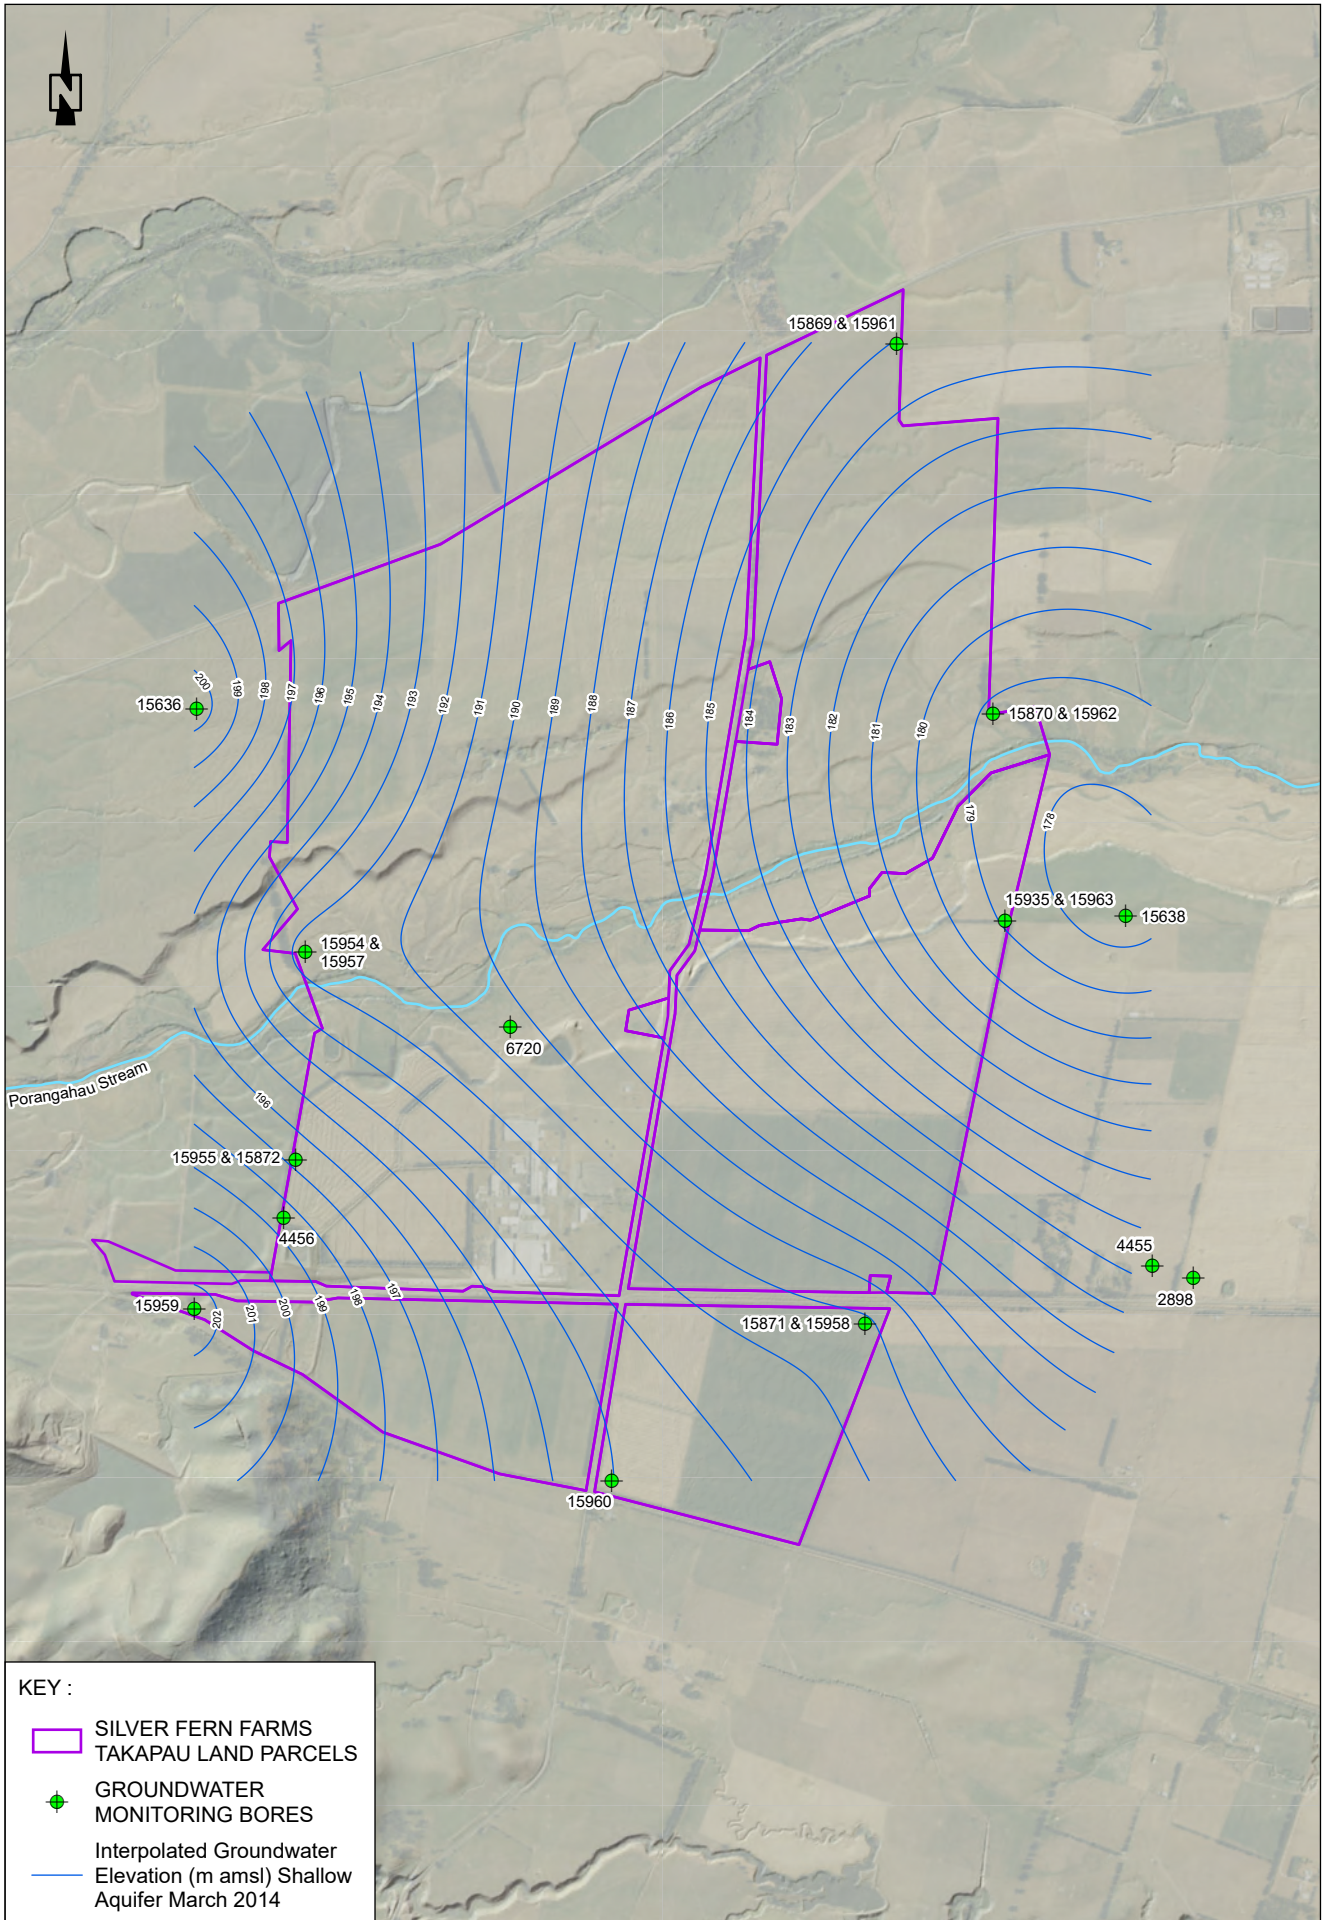 N
15869 & 15961
15636
200
199
198
197
196
195
194
193
192
191
190
189
188
187
186
185
184
183
182
181
180
15870 & 15962
179
178
15935 & 15963
15638
15954 &
15957
6720
Porangahau Stream
196
15955 & 15872
4456
4455
2898
15959
202
201
200
199
198
197
15871 & 15958
15960
KEY :
SILVER FERN FARMS
TAKAPAU LAND PARCELS
GROUNDWATER
MONITORING BORES
Interpolated Groundwater
Elevation (m amsl) Shallow
Aquifer March 2014